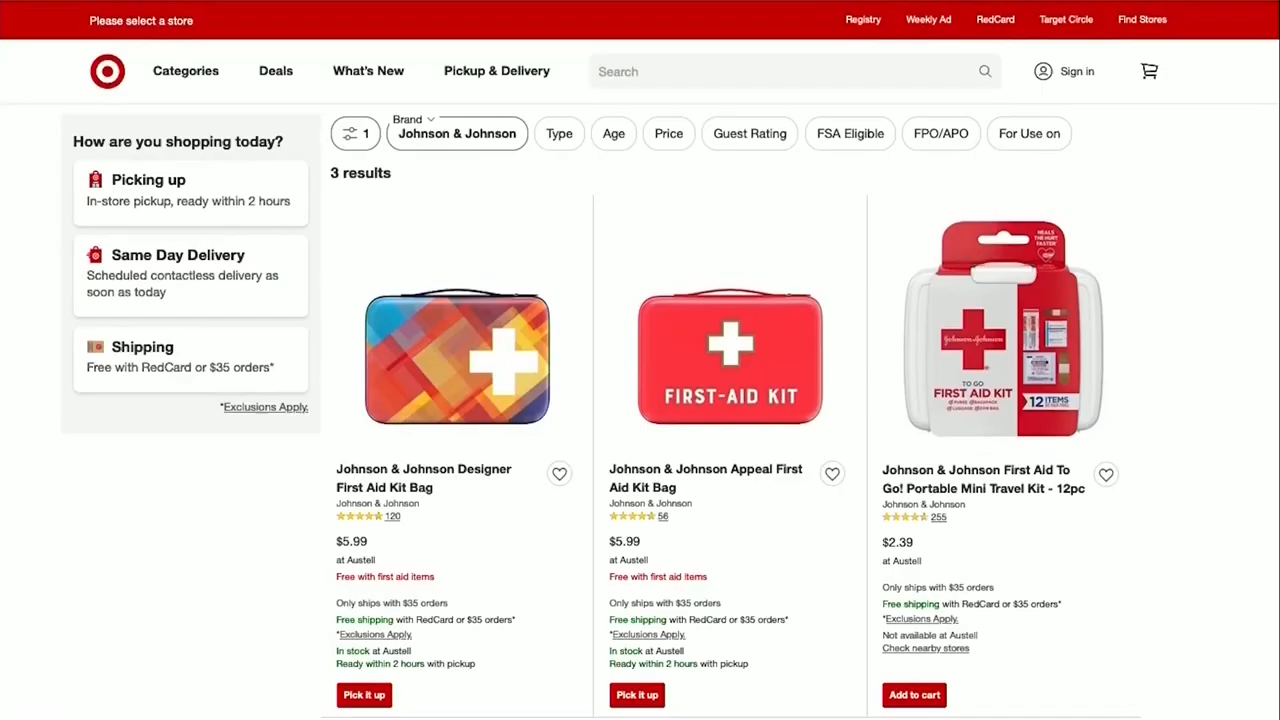 Please select a store
Registry
Weekly Ad
RedCard
Target Circle
Find Stores
Categories
Deals
What's New
Pickup & Delivery
Search
Sign in
How are you shopping today?
Picking up
In-store pickup, ready within 2 hours
Same Day Delivery
Scheduled contactless delivery as
soon as today
Shipping
Free with RedCard or $35 orders*
*Exclusions Apply.
1
Brand
Johnson & Johnson
Type
Age
Price
Guest Rating
FSA Eligible
FPO/APO
For Use on
3 results
Johnson & Johnson Designer
First Aid Kit Bag
Johnson & Johnson
120
$5.99
at Austell
Free with first aid items
Only ships with $35 orders
Free shipping with RedCard or $35 orders*
*Exclusions Apply.
In stock at Austell
Ready within 2 hours with pickup
Pick it up
FIRST-AID KIT
Johnson & Johnson Appeal First
Aid Kit Bag
Johnson & Johnson
56
$5.99
at Austell
Free with first aid items
Only ships with $35 orders
Free shipping with RedCard or $35 orders*
*Exclusions Apply.
In stock at Austell
Ready within 2 hours with pickup
Pick it up
HEALS
THE HURT
FASTER
Johnson & Johnson
TO GO
FIRST AID KIT
12 ITEMS
Johnson & Johnson First Aid To
Go! Portable Mini Travel Kit - 12pc
Johnson & Johnson
255
$2.39
at Austell
Only ships with $35 orders
Free shipping with RedCard or $35 orders*
*Exclusions Apply.
Not available at Austell
Check nearby stores
Add to cart